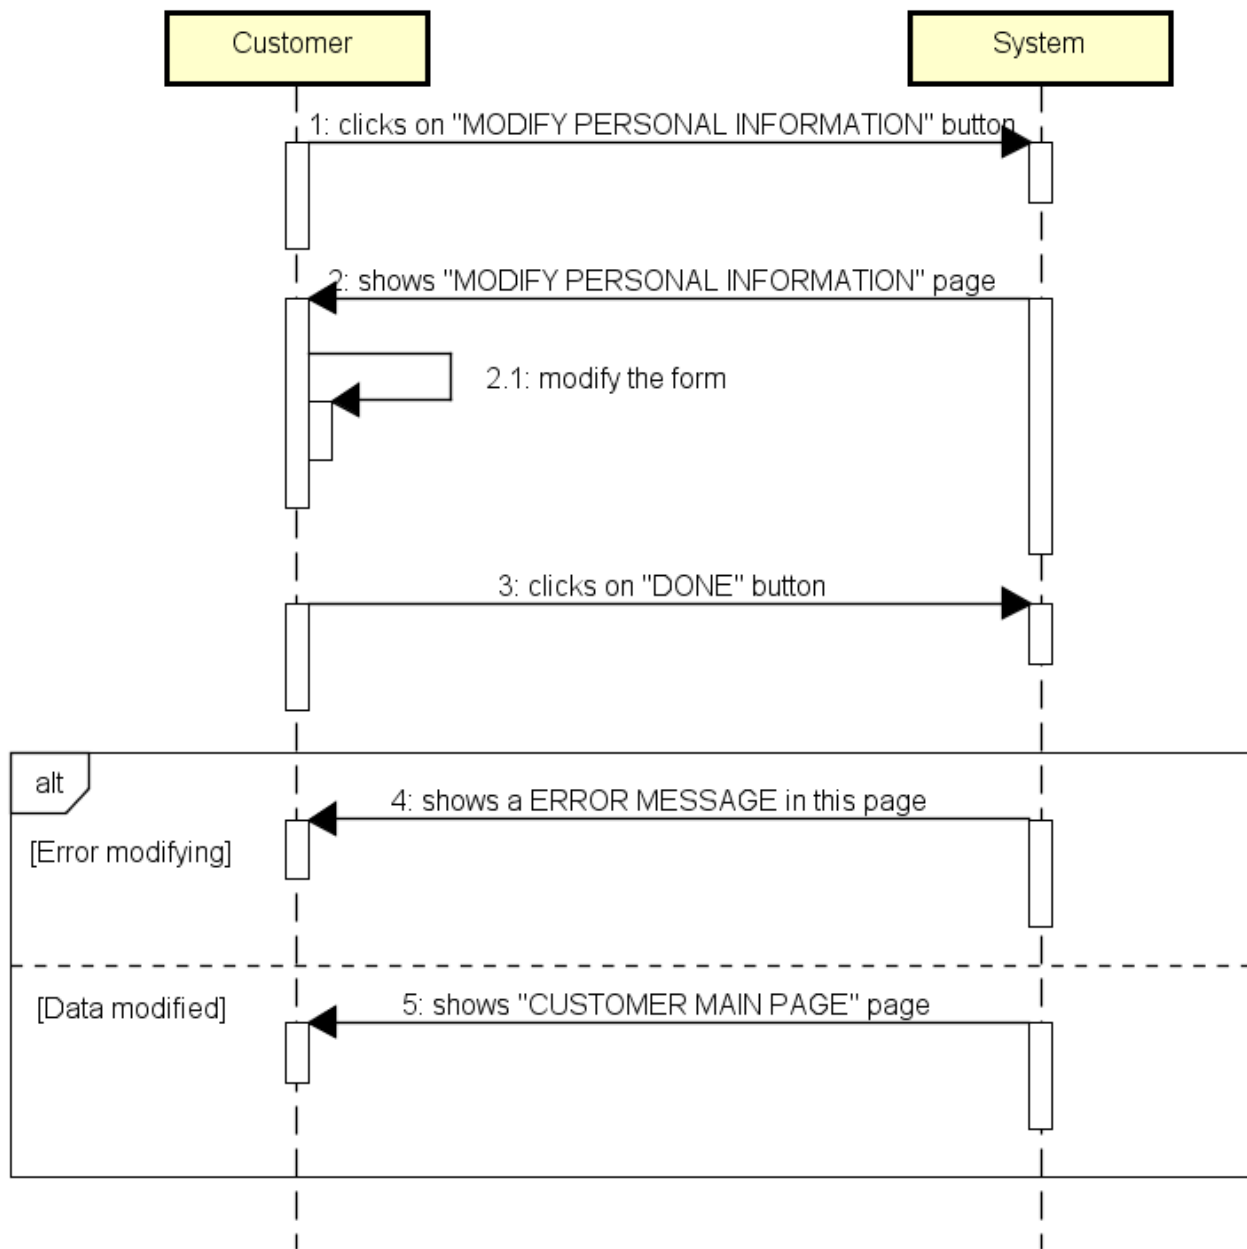 Customer
System
1: clicks on "MODIFY PERSONAL INFORMATION" button
2: shows "MODIFY PERSONAL INFORMATION" page
2.1: modify the form
3: clicks on "DONE" button
alt
4: shows a ERROR MESSAGE in this page
[Error modifying]
[Data modified]
5: shows "CUSTOMER MAIN PAGE" page